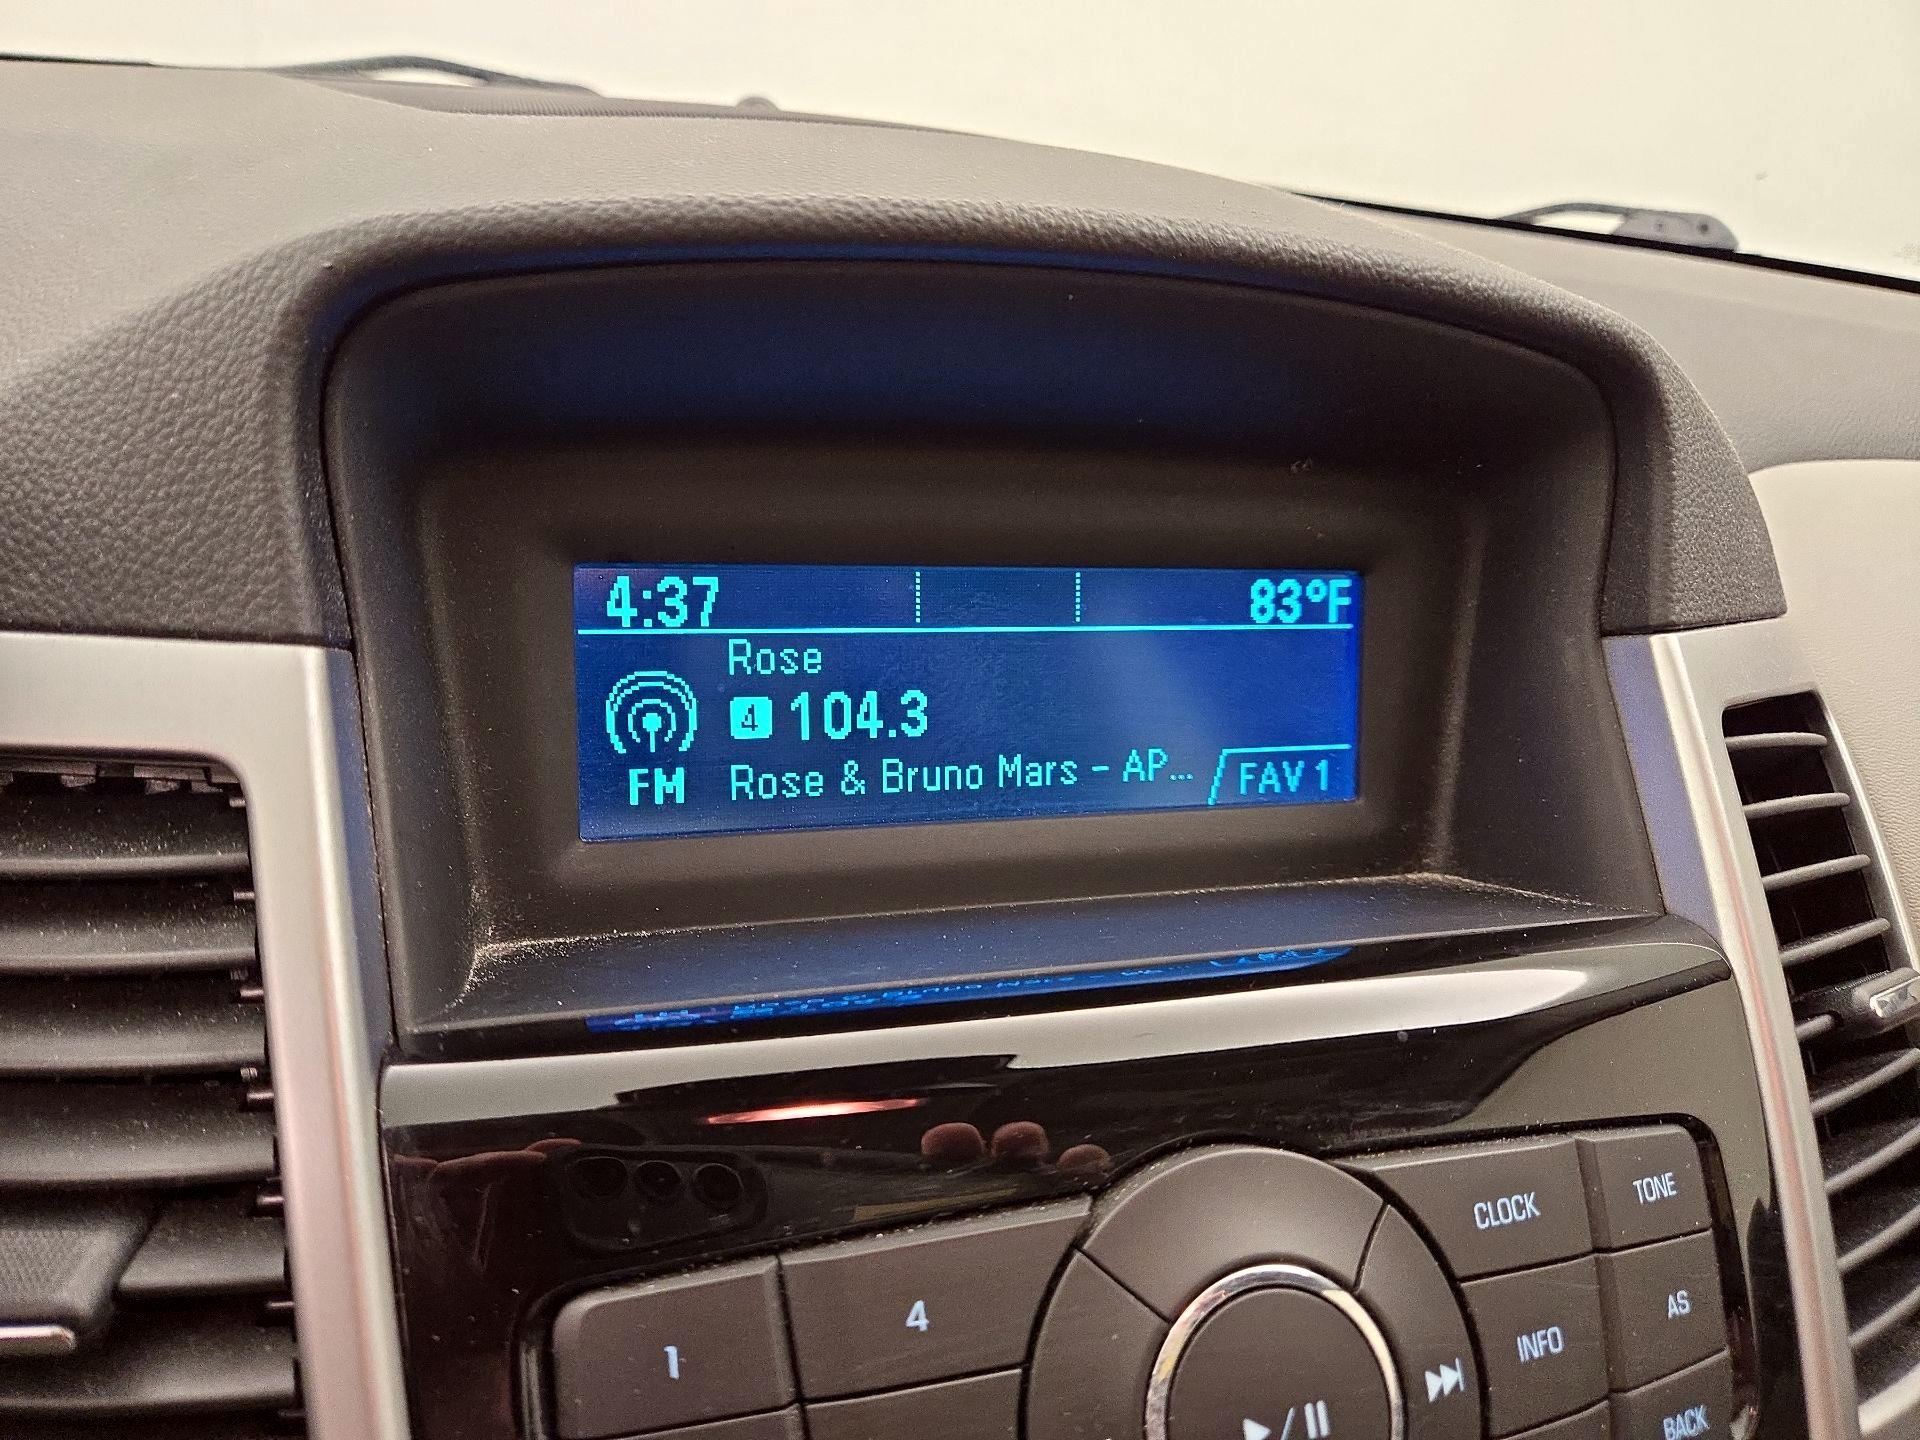 4:37 83°F
Rose
4 104.3
FM Rose & Bruno Mars - AP... FAV 1
CLOCK TONE
1 4 INFO AS
BACK